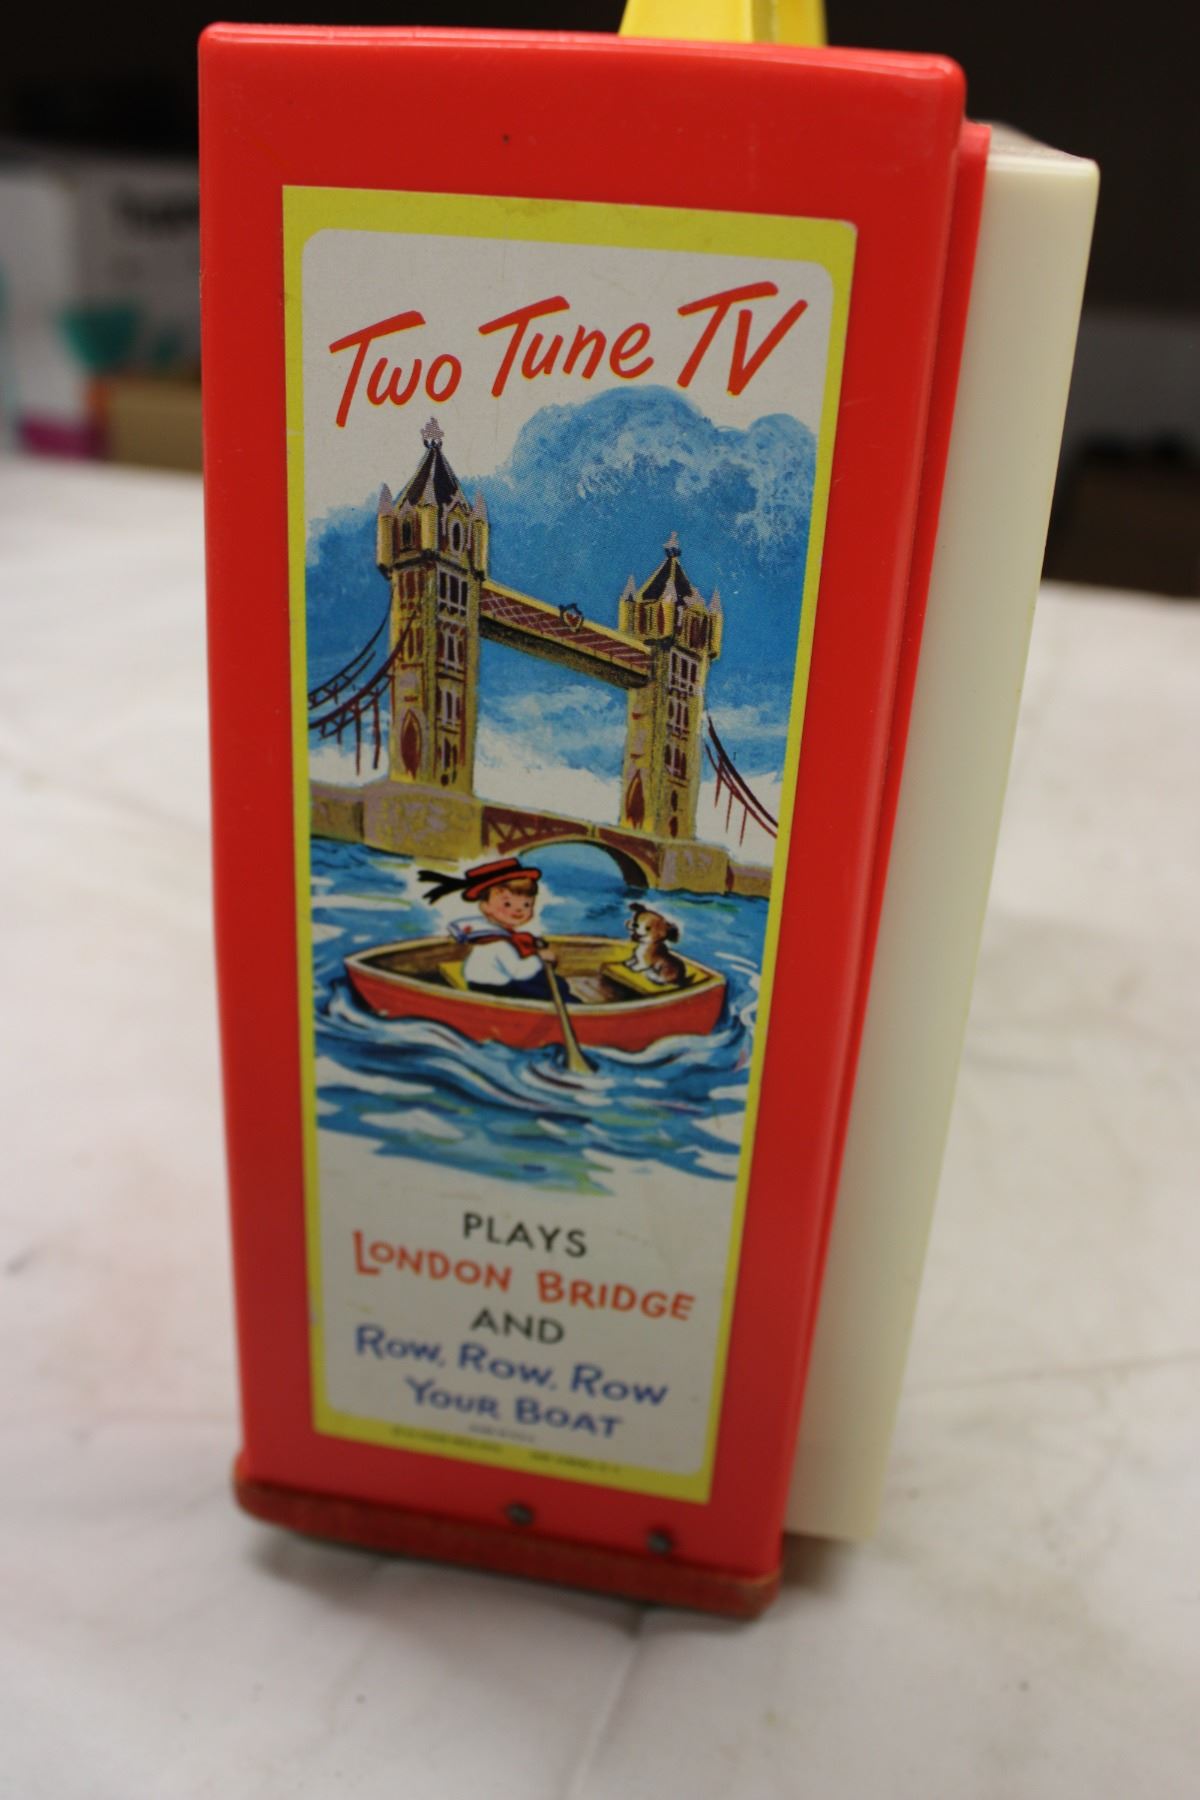 Two Tune TV
PLAYS
LONDON BRIDGE
AND
ROW, ROW, ROW
YOUR BOAT